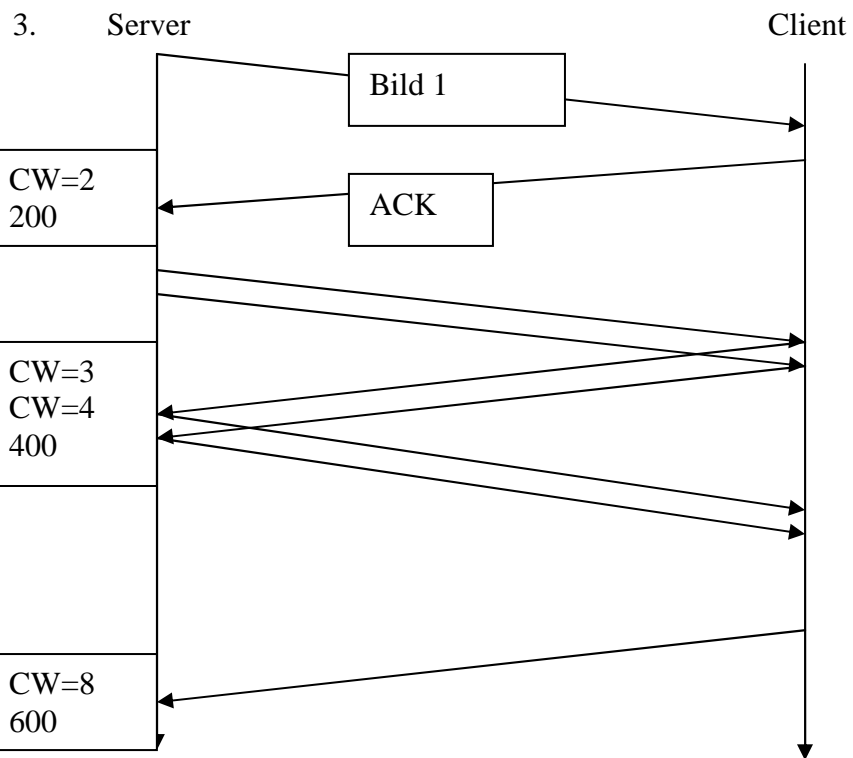 3. Server Client
Bild 1
CW=2
200
ACK
CW=3
CW=4
400
CW=8
600